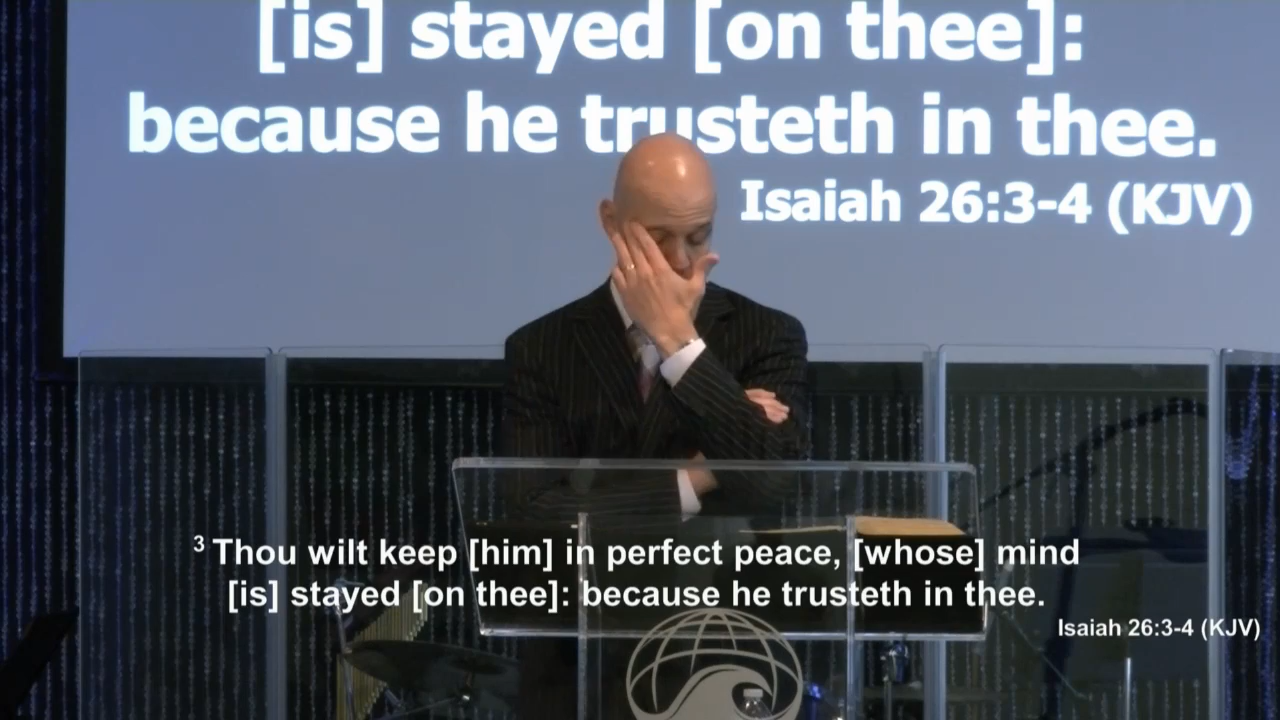 [is] stayed [on thee]:
because he trusteth in thee.
Isaiah 26:3-4 (KJV)
3 Thou wilt keep [him] in perfect peace, [whose] mind
[is] stayed [on thee]: because he trusteth in thee.
Isaiah 26:3-4 (KJV)